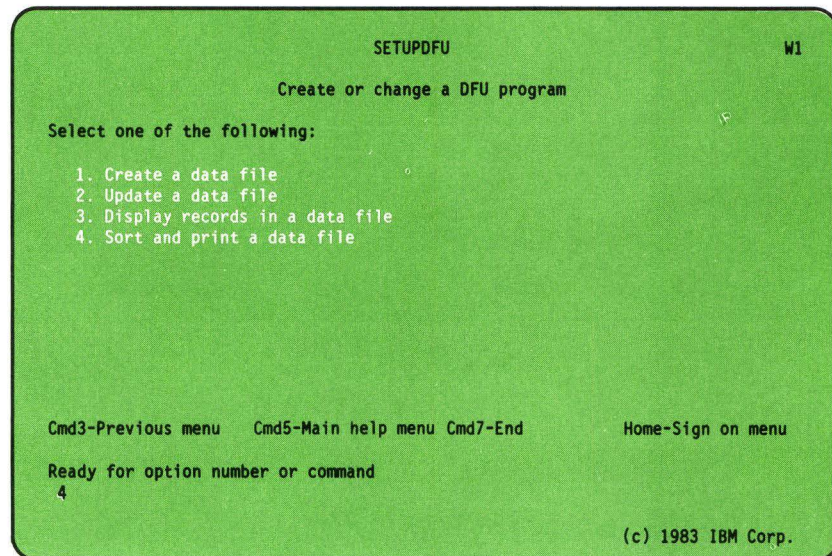 SETUPDFU W1
Create or change a DFU program
Select one of the following:
1. Create a data file
2. Update a data file
3. Display records in a data file
4. Sort and print a data file
Cmd3-Previous menu Cmd5-Main help menu Cmd7-End Home-Sign on menu
Ready for option number or command
4
(c) 1983 IBM Corp.